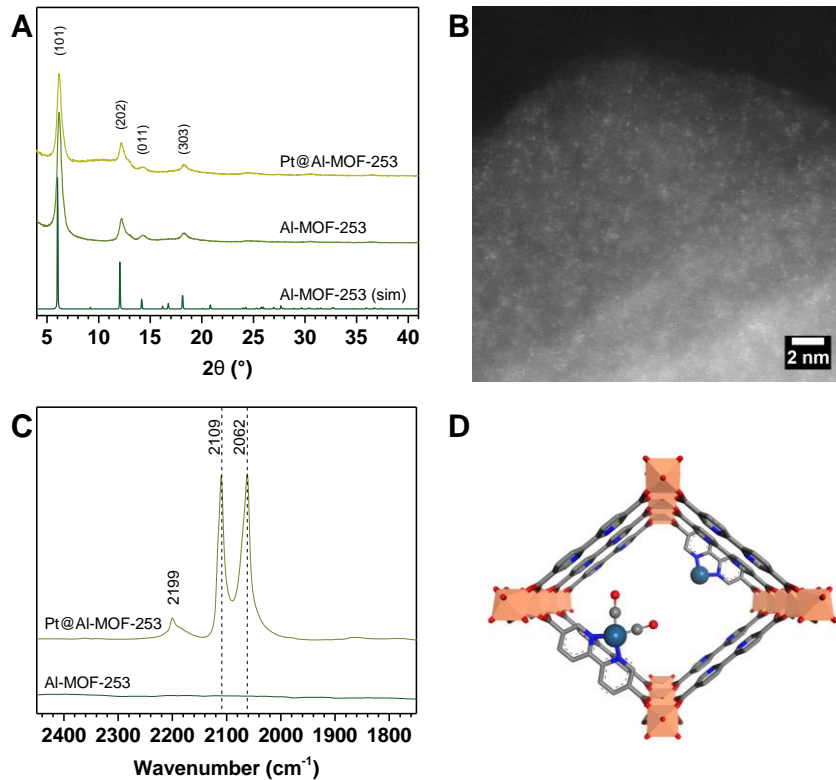 A
(101)
(202)
(011)
(303)
Pt@Al-MOF-253
Al-MOF-253
Al-MOF-253 (sim)
5 10 15 20 25 30 35 40
2θ (°)
B
2 nm
C
2109
2062
2199
Pt@Al-MOF-253
Al-MOF-253
2400 2300 2200 2100 2000 1900 1800
Wavenumber (cm⁻¹)
D